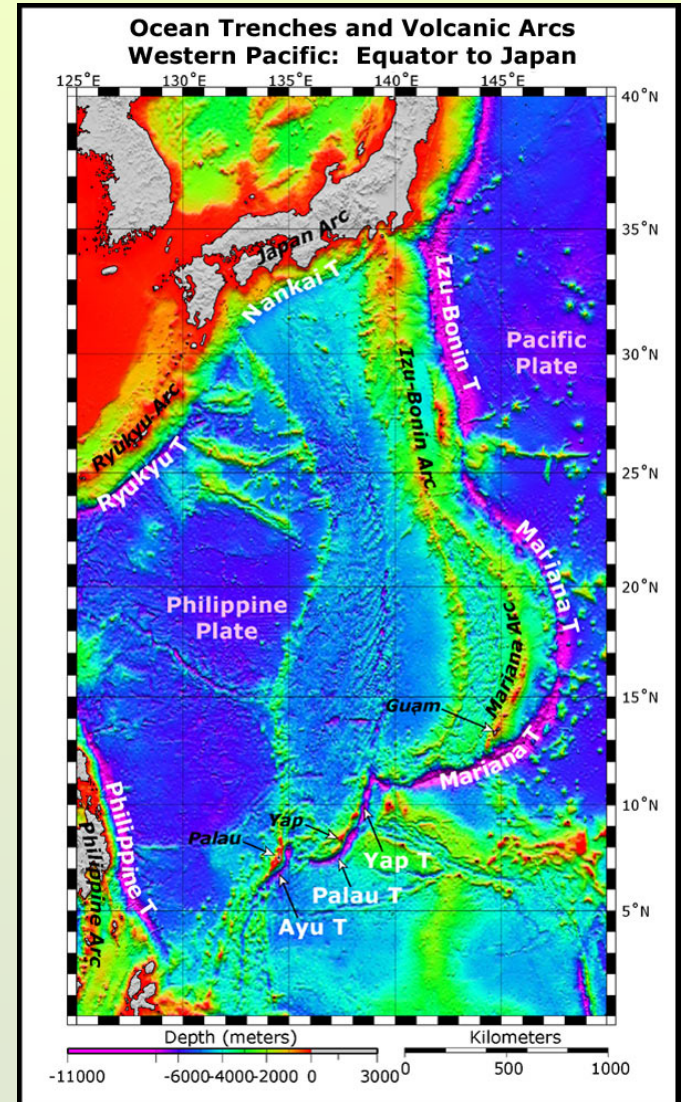 Ocean Trenches and Volcanic Arcs
Western Pacific: Equator to Japan
125˚E 130˚E 135˚E 140˚E 145˚E
40˚N
35˚N
Japan Arc
Nankai T
Izu-Bonin T
Pacific
Plate
30˚N
Izu-Bonin Arc
Ryukyu Arc
Ryukyu T
25˚N
Mariana T
20˚N
Philippine
Plate
Mariane Arc
15˚N
Guam
Mariana T
Philippine T
10˚N
Yap
Palau
Yap T
Philippine Arc
Palau T
Ayu T
5˚N
Depth (meters)
-11000 -6000 -4000 -2000 0 3000
Kilometers
0 500 1000